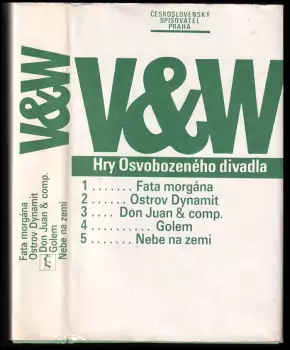 V&W
Fata morgána
Ostrov Dynamit
Don Juan & comp.
Golem
Nebe na zemi
ČESKOSLOVENSKÝ
SPISOVATEL
PRAHA
V&W
Hry Osvobozeného divadla
1 ....... Fata morgána
2 ...... Ostrov Dynamit
3 .... Don Juan & comp.
4 .......... Golem
5 ....... Nebe na zemi